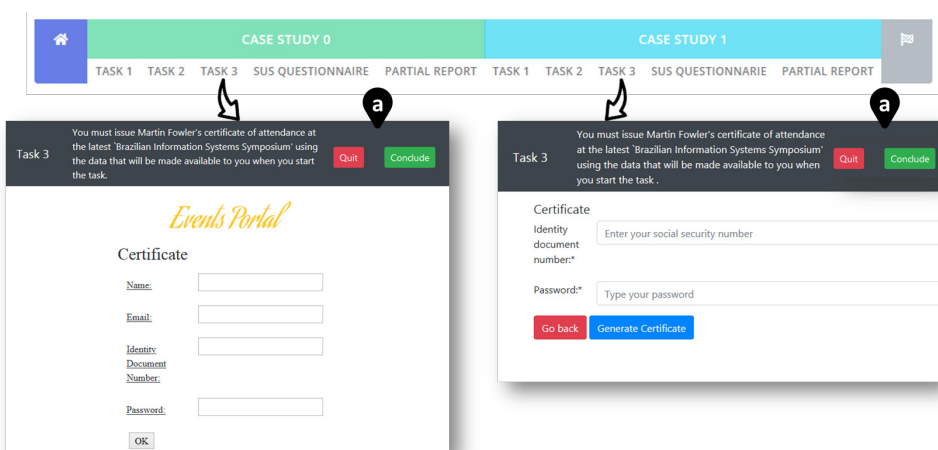 CASE STUDY 0
CASE STUDY 1
TASK 1 TASK 2 TASK 3 SUS QUESTIONNAIRE PARTIAL REPORT TASK 1 TASK 2 TASK 3 SUS QUESTIONNARIE PARTIAL REPORT
a
a
Task 3
You must issue Martin Fowler's certificate of attendance at
the latest `Brazilian Information Systems Symposium' using
the data that will be made available to you when you start
the task.
Quit
Conclude
Events Portal
Certificate
Name:
Email:
Identity
Document
Number:
Password:
OK
Task 3
You must issue Martin Fowler's certificate of attendance
at the latest `Brazilian Information Systems Symposium'
using the data that will be made available to you when
you start the task .
Quit
Conclude
Certificate
Identity
document
number:*
Enter your social security number
Password:*
Type your password
Go back
Generate Certificate